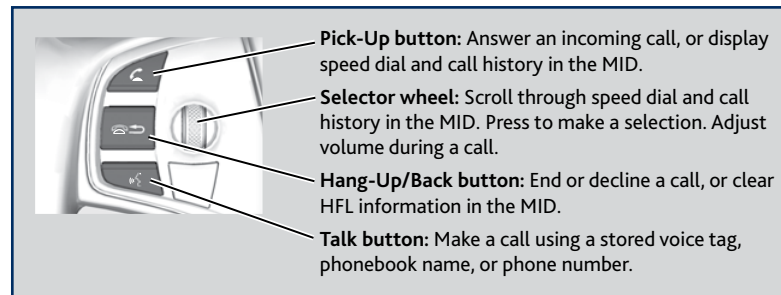 Pick-Up button: Answer an incoming call, or display
speed dial and call history in the MID.
Selector wheel: Scroll through speed dial and call
history in the MID. Press to make a selection. Adjust
volume during a call.
Hang-Up/Back button: End or decline a call, or clear
HFL information in the MID.
Talk button: Make a call using a stored voice tag,
phonebook name, or phone number.